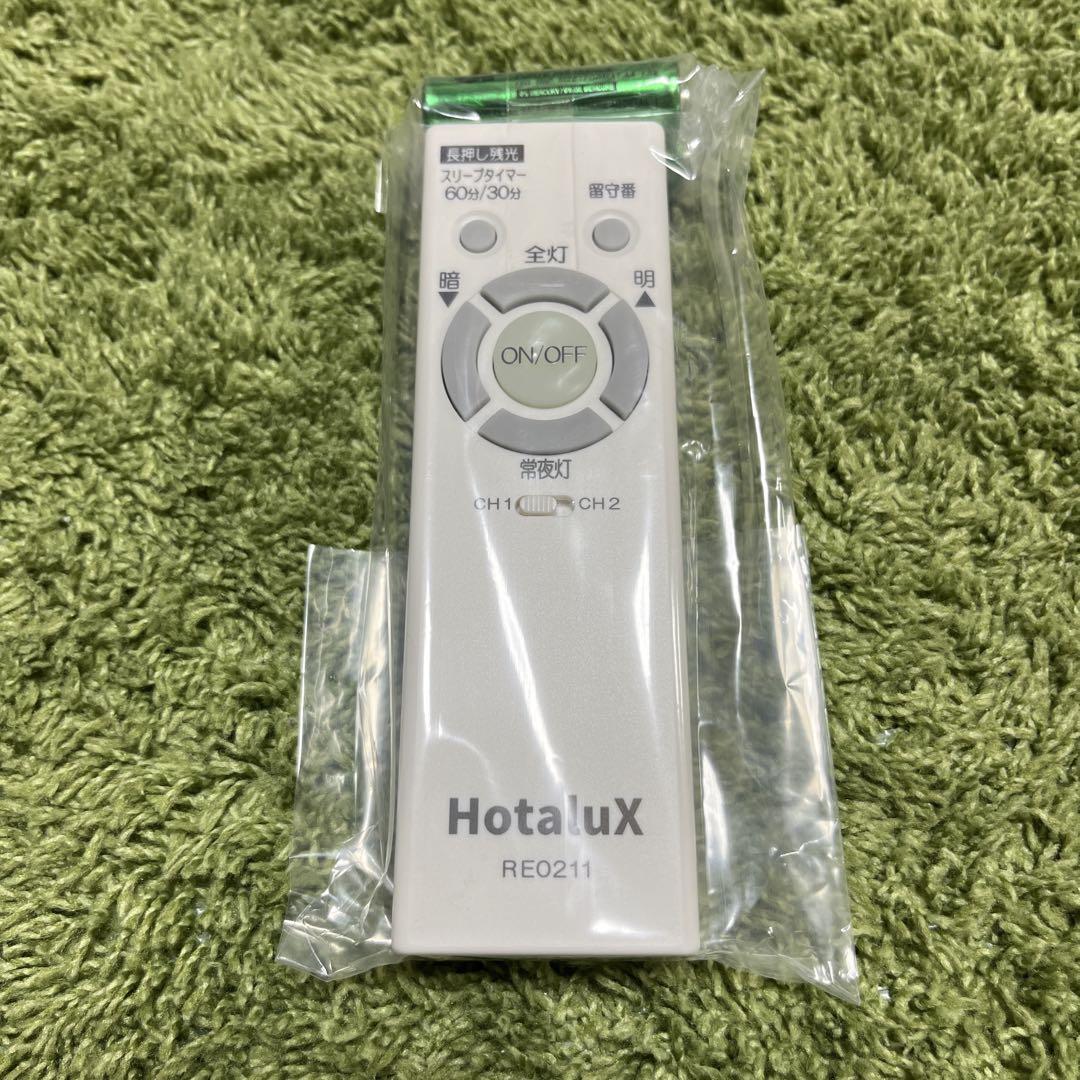 長押し残光
スリープタイマー
60分/30分
留守番
全灯
暗
明
ON/OFF
常夜灯
CH1
CH2
HotaluX
RE0211